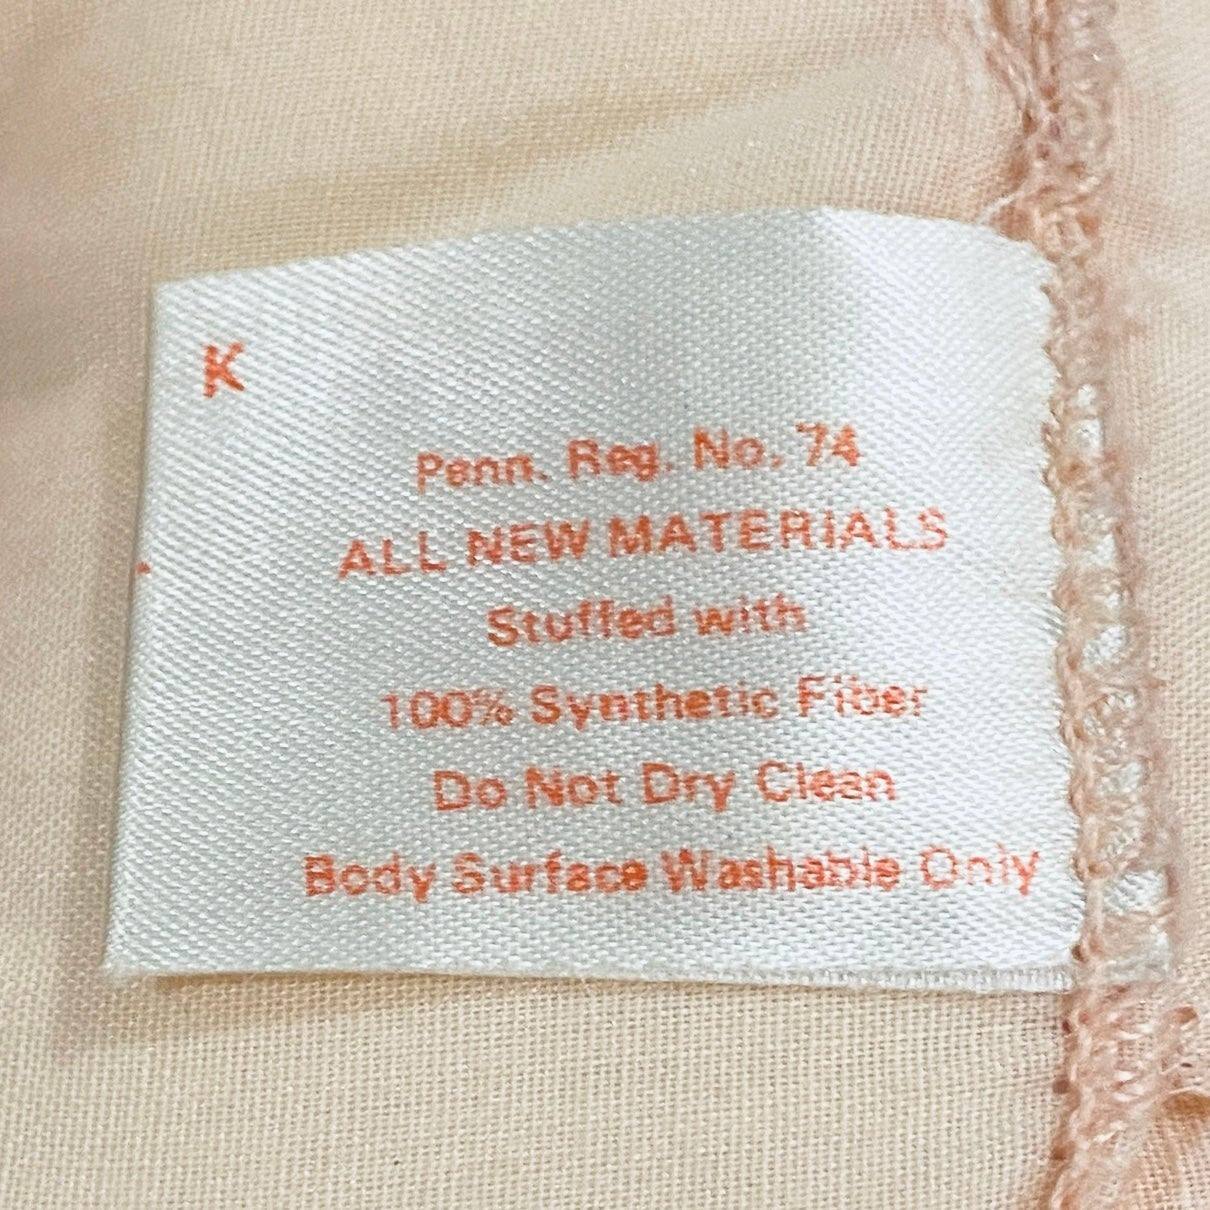 K
Penn. Reg. No. 74
ALL NEW MATERIALS
Stuffed with
100% Synthetic Fiber
Do Not Dry Clean
Body Surface Washable Only